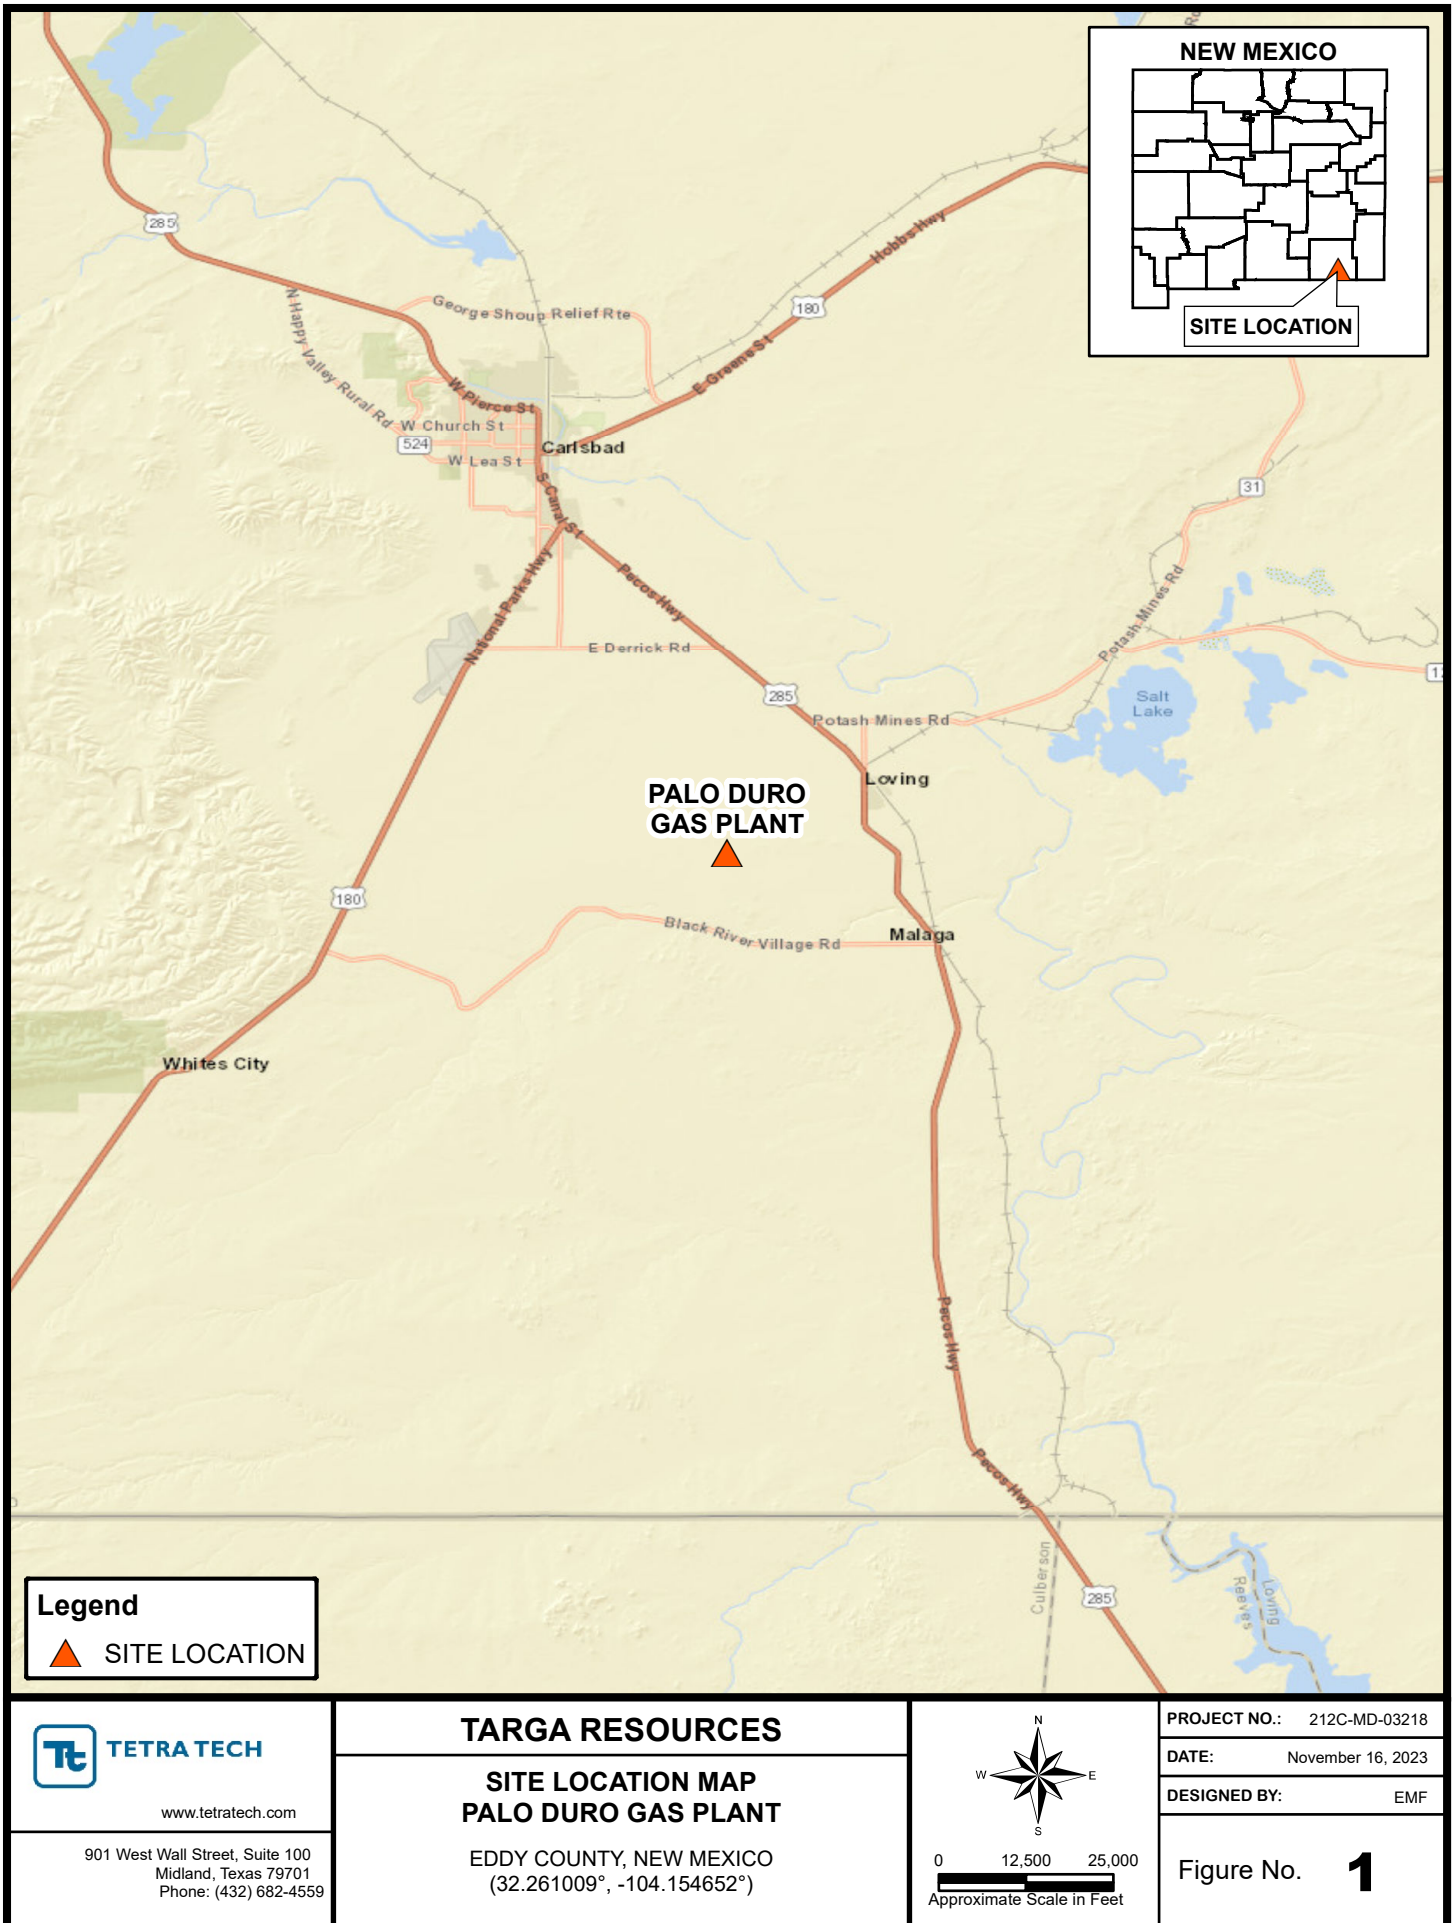 Rd
NEW MEXICO
SITE LOCATION
285
Hobbs Hwy
180
George Shoup Relief Rte
N Happy Valley Rural Rd
E Greene St
W Pierce St
W Church St
524
Carlsbad
W Lea St
S Canal St
31
National Parks Hwy
Pecos Hwy
Potash Mines Rd
E Derrick Rd
285
Salt
Lake
Potash Mines Rd
Loving
PALO DURO
GAS PLANT
180
Black River Village Rd
Malaga
Whites City
Pecos Hwy
Pecos Hwy
Culberson
285
Reeves
Loving
Legend
SITE LOCATION
Tt TETRA TECH
www.tetratech.com
901 West Wall Street, Suite 100
Midland, Texas 79701
Phone: (432) 682-4559
TARGA RESOURCES
SITE LOCATION MAP
PALO DURO GAS PLANT
EDDY COUNTY, NEW MEXICO
(32.261009°, -104.154652°)
N
W E
S
0 12,500 25,000
Approximate Scale in Feet
PROJECT NO.: 212C-MD-03218
DATE: November 16, 2023
DESIGNED BY: EMF
Figure No. 1